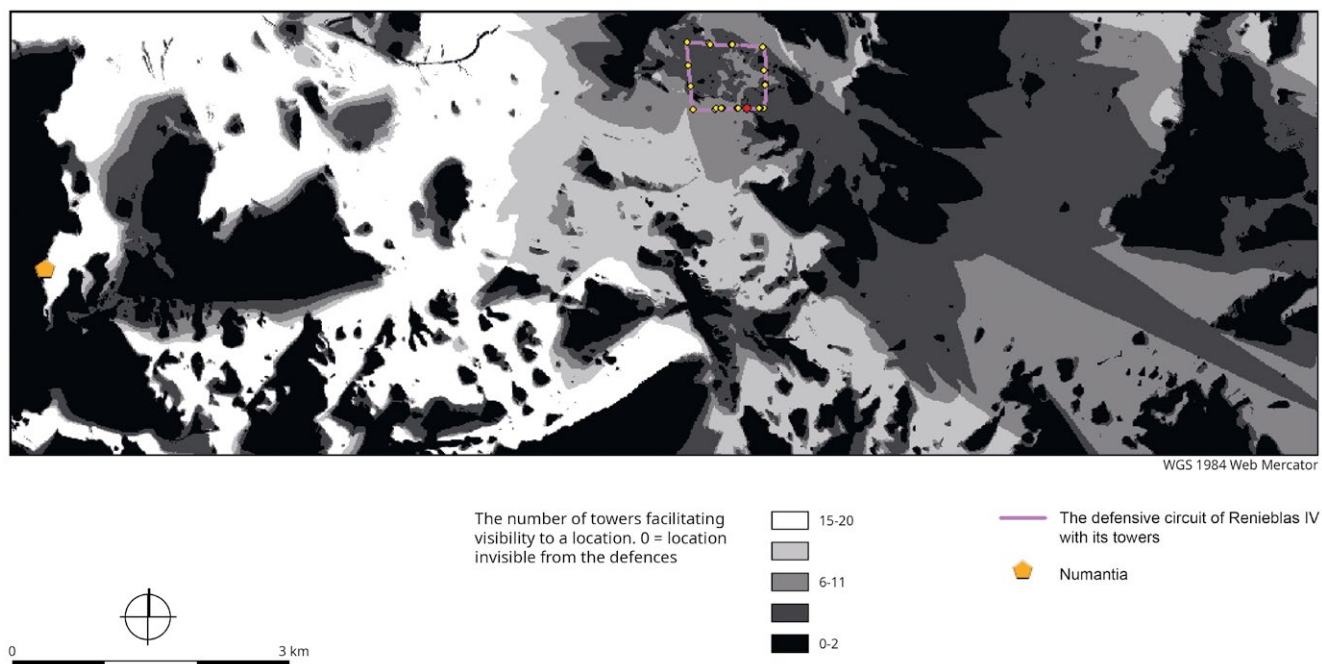 WGS 1984 Web Mercator
The number of towers facilitating
visibility to a location. 0 = location
invisible from the defences
15-20
6-11
0-2
The defensive circuit of Renieblas IV
with its towers
Numantia
0 3 km